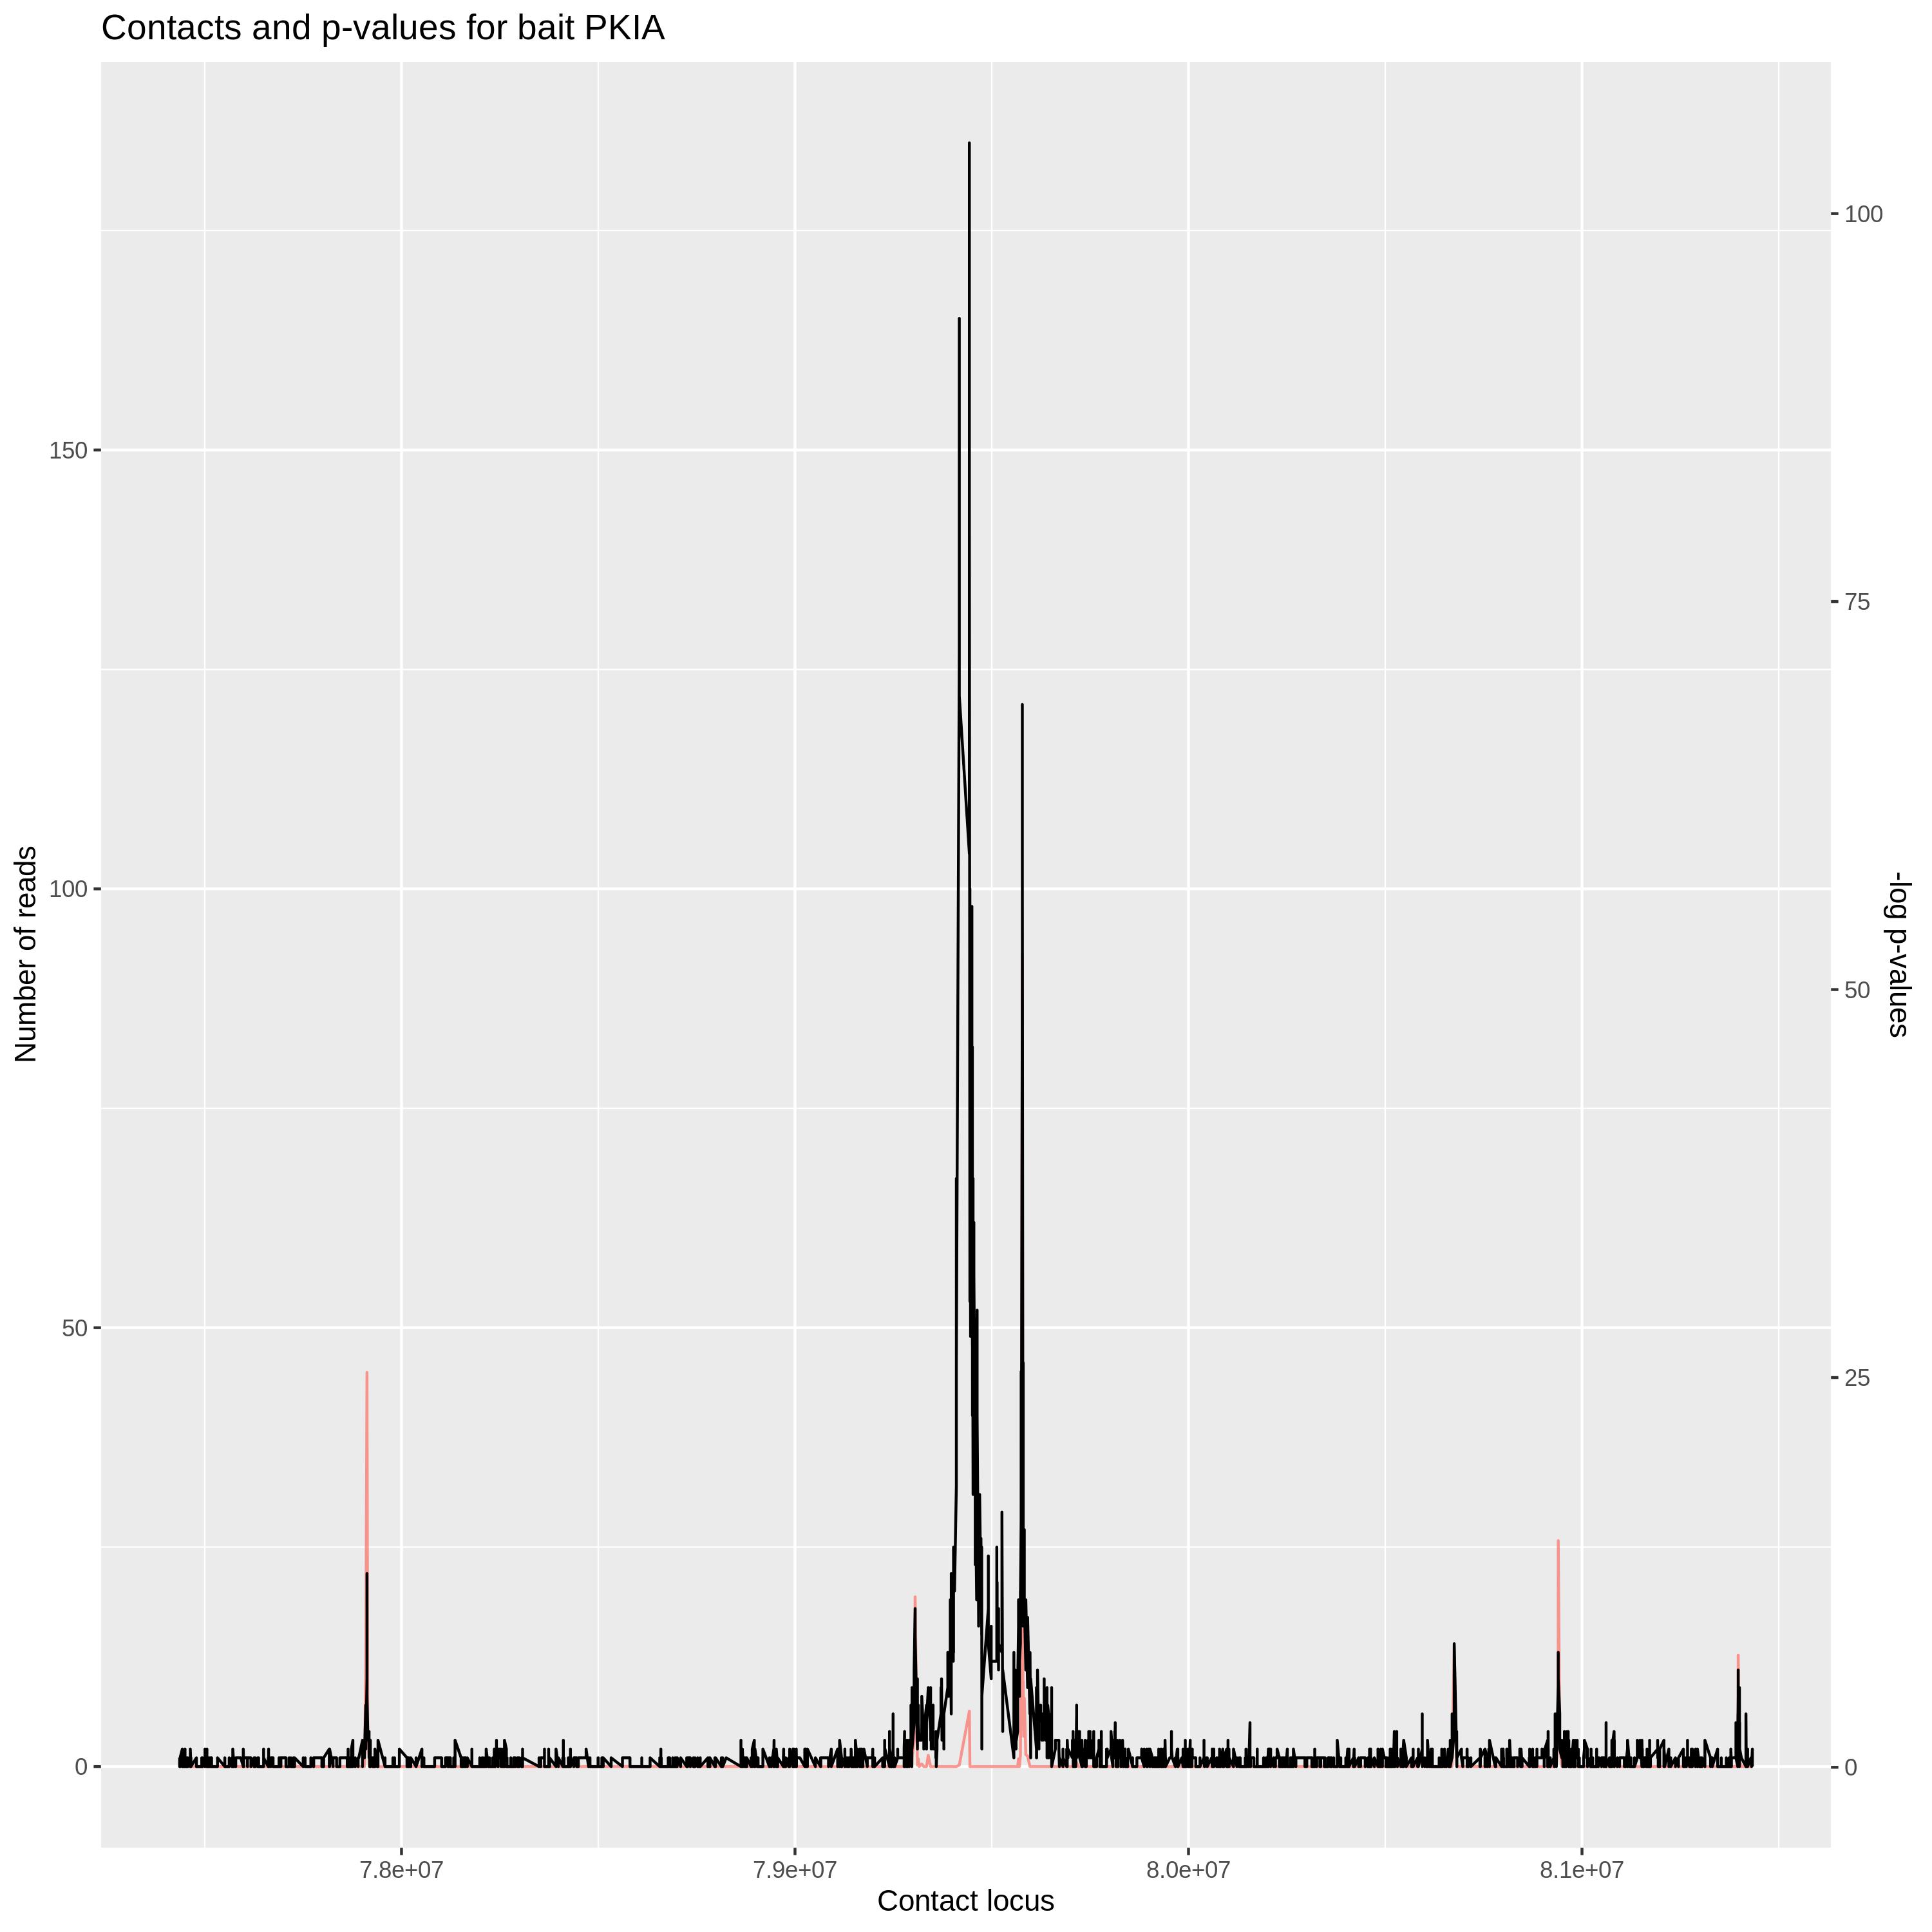 Contacts and p-values for bait PKIA
Number of reads
150
100
50
0
100
75
50
25
0
-log p-values
7.8e+07
7.9e+07
8.0e+07
8.1e+07
Contact locus